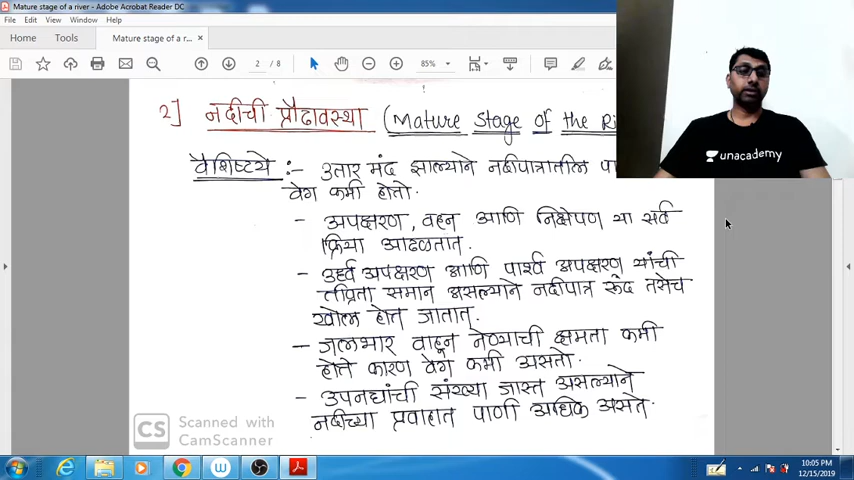 Mature stage of a river - Adobe Acrobat Reader DC
File Edit View Window Help
Home Tools Mature stage of a r... ×
2 / 8 85%
2] नदीची प्रौढावस्था (Mature Stage of the Ri
वैशिष्ट्ये :- उतार मंद झाल्याने नदीपात्रातील पा
वेग कमी होतो.
- अपक्षरण, वहन आणि निक्षेपण या सर्व
क्रिया आढळतात.
- उर्ध्व अपक्षरण आणि पार्श्व अपक्षरण यांची
तीव्रता समान असल्याने नदीपात्र रूंद तसेच
खोल होत जातात.
- जलभार वाहून नेण्याची क्षमता कमी
होते कारण वेग कमी असतो.
- उपनद्यांची संख्या जास्त असल्याने
नदीच्या प्रवाहात पाणी अधिक असते.
unacademy
CS Scanned with
CamScanner
10:05 PM
12/15/2019